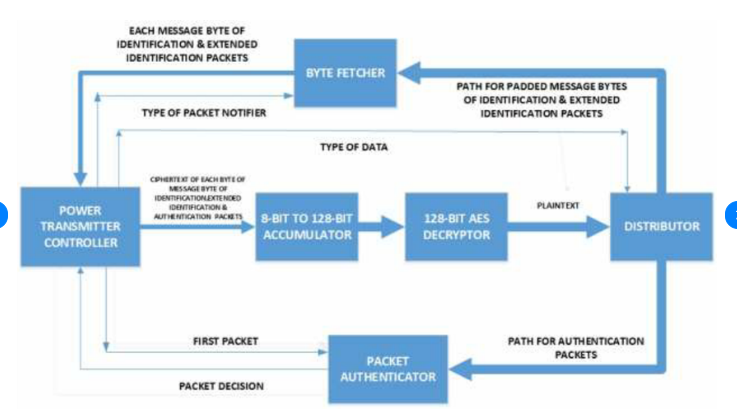 EACH MESSAGE BYTE OF
IDENTIFICATION & EXTENDED
IDENTIFICATION PACKETS
BYTE FETCHER
PATH FOR PADDED MESSAGE BYTES
OF IDENTIFICATION & EXTENDED
IDENTIFICATION PACKETS
TYPE OF PACKET NOTIFIER
TYPE OF DATA
CIPHERTEXT OF EACH BYTE OF
MESSAGE BYTE OF
IDENTIFICATION,EXTENDED
IDENTIFICATION &
AUTHENTICATION PACKETS
POWER
TRANSMITTER
CONTROLLER
8-BIT TO 128-BIT
ACCUMULATOR
128-BIT AES
DECRYPTOR
PLAINTEXT
DISTRIBUTOR
FIRST PACKET
PACKET
AUTHENTICATOR
PATH FOR AUTHENTICATION
PACKETS
PACKET DECISION